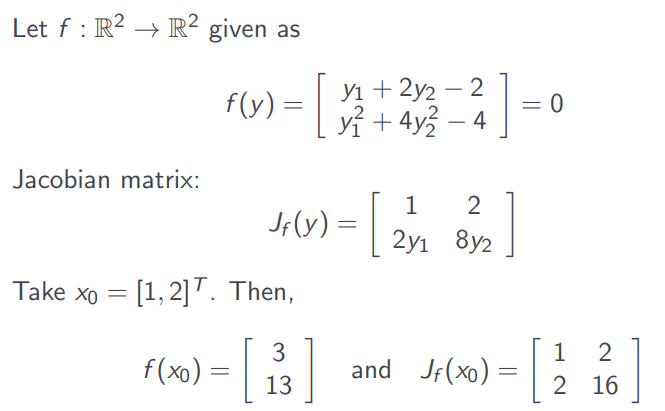 Let f : ℝ² → ℝ² given as
f(y) = [ y₁ + 2y₂ − 2 ; y₁² + 4y₂² − 4 ] = 0
Jacobian matrix:
J_f(y) = [ 1 2 ; 2y₁ 8y₂ ]
Take x₀ = [1, 2]ᵀ. Then,
f(x₀) = [ 3 ; 13 ] and J_f(x₀) = [ 1 2 ; 2 16 ]